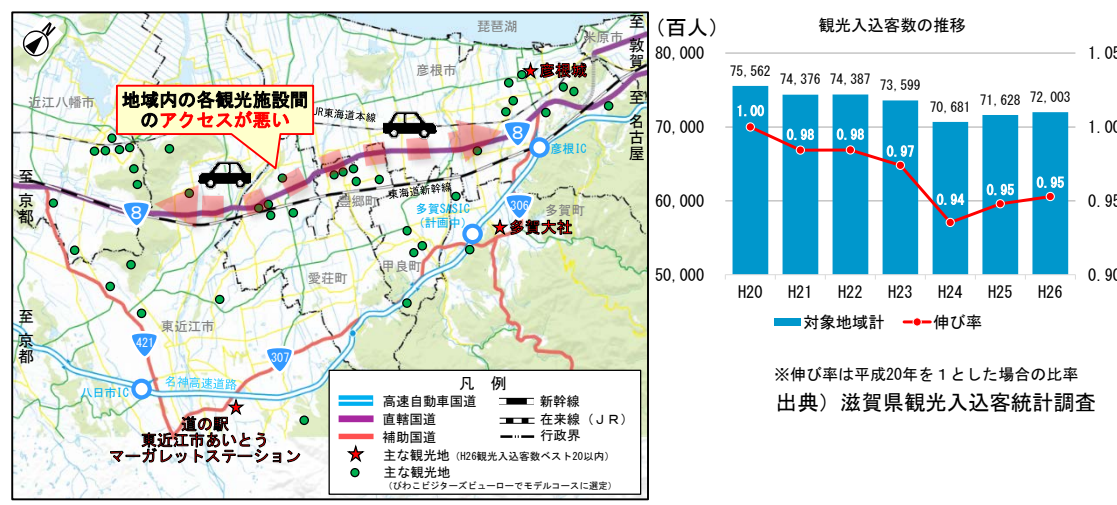 琵琶湖
至敦賀
～至名古屋
米原市
彦根市
彦根城
近江八幡市
地域内の各観光施設間
のアクセスが悪い
JR東海道本線
8
彦根IC
至京都
東海道新幹線
豊郷町
多賀S/SIC
(計画中)
306
多賀町
多賀大社
8
甲良町
愛荘町
至京都
東近江市
421
307
八日市IC
名神高速道路
道の駅
東近江市あいとう
マーガレットステーション
凡 例
高速自動車国道
新幹線
直轄国道
在来線（ＪＲ）
補助国道
行政界
主な観光地（H26観光入込客数ベスト20以内）
主な観光地
（びわこビジターズビューローでモデルコースに選定）
（百人）
観光入込客数の推移
80,000
70,000
60,000
50,000
1.05
1.00
0.95
0.90
75,562
74,376
74,387
73,599
70,681
71,628
72,003
1.00
0.98
0.98
0.97
0.94
0.95
0.95
H20 H21 H22 H23 H24 H25 H26
対象地域計 伸び率
※伸び率は平成20年を１とした場合の比率
出典）滋賀県観光入込客統計調査